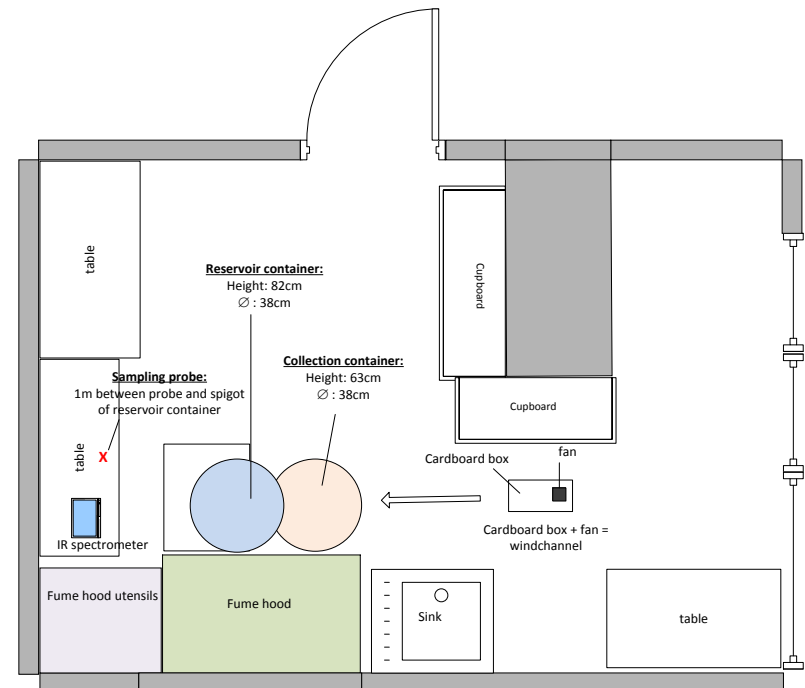 table
Reservoir container:
Height: 82cm
∅ : 38cm
Cupboard
Collection container:
Height: 63cm
∅ : 38cm
Sampling probe:
1m between probe and spigot
of reservoir container
Cupboard
table
X
Cardboard box
fan
IR spectrometer
Cardboard box + fan =
windchannel
Fume hood utensils
Fume hood
Sink
table